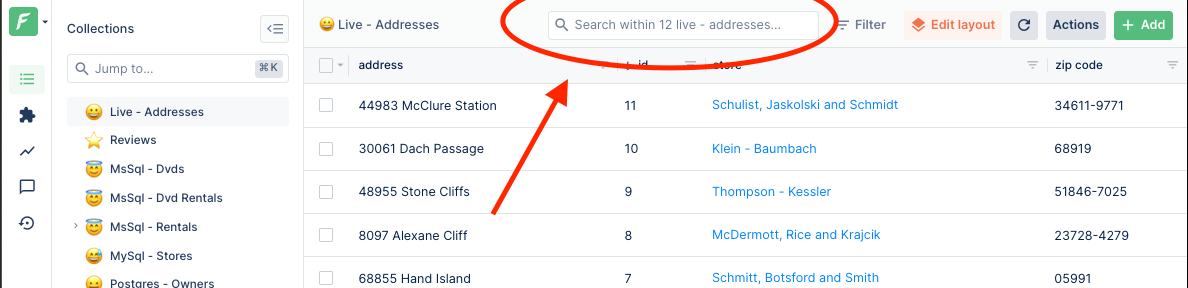 Collections
Jump to...
⌘K
Live - Addresses
Reviews
MsSql - Dvds
MsSql - Dvd Rentals
MsSql - Rentals
MySql - Stores
Postgres - Owners
Live - Addresses
Search within 12 live - addresses...
Filter
Edit layout
Actions
+ Add
address id store zip code
44983 McClure Station 11 Schulist, Jaskolski and Schmidt 34611-9771
30061 Dach Passage 10 Klein - Baumbach 68919
48955 Stone Cliffs 9 Thompson - Kessler 51846-7025
8097 Alexane Cliff 8 McDermott, Rice and Krajcik 23728-4279
68855 Hand Island 7 Schmitt, Botsford and Smith 05991